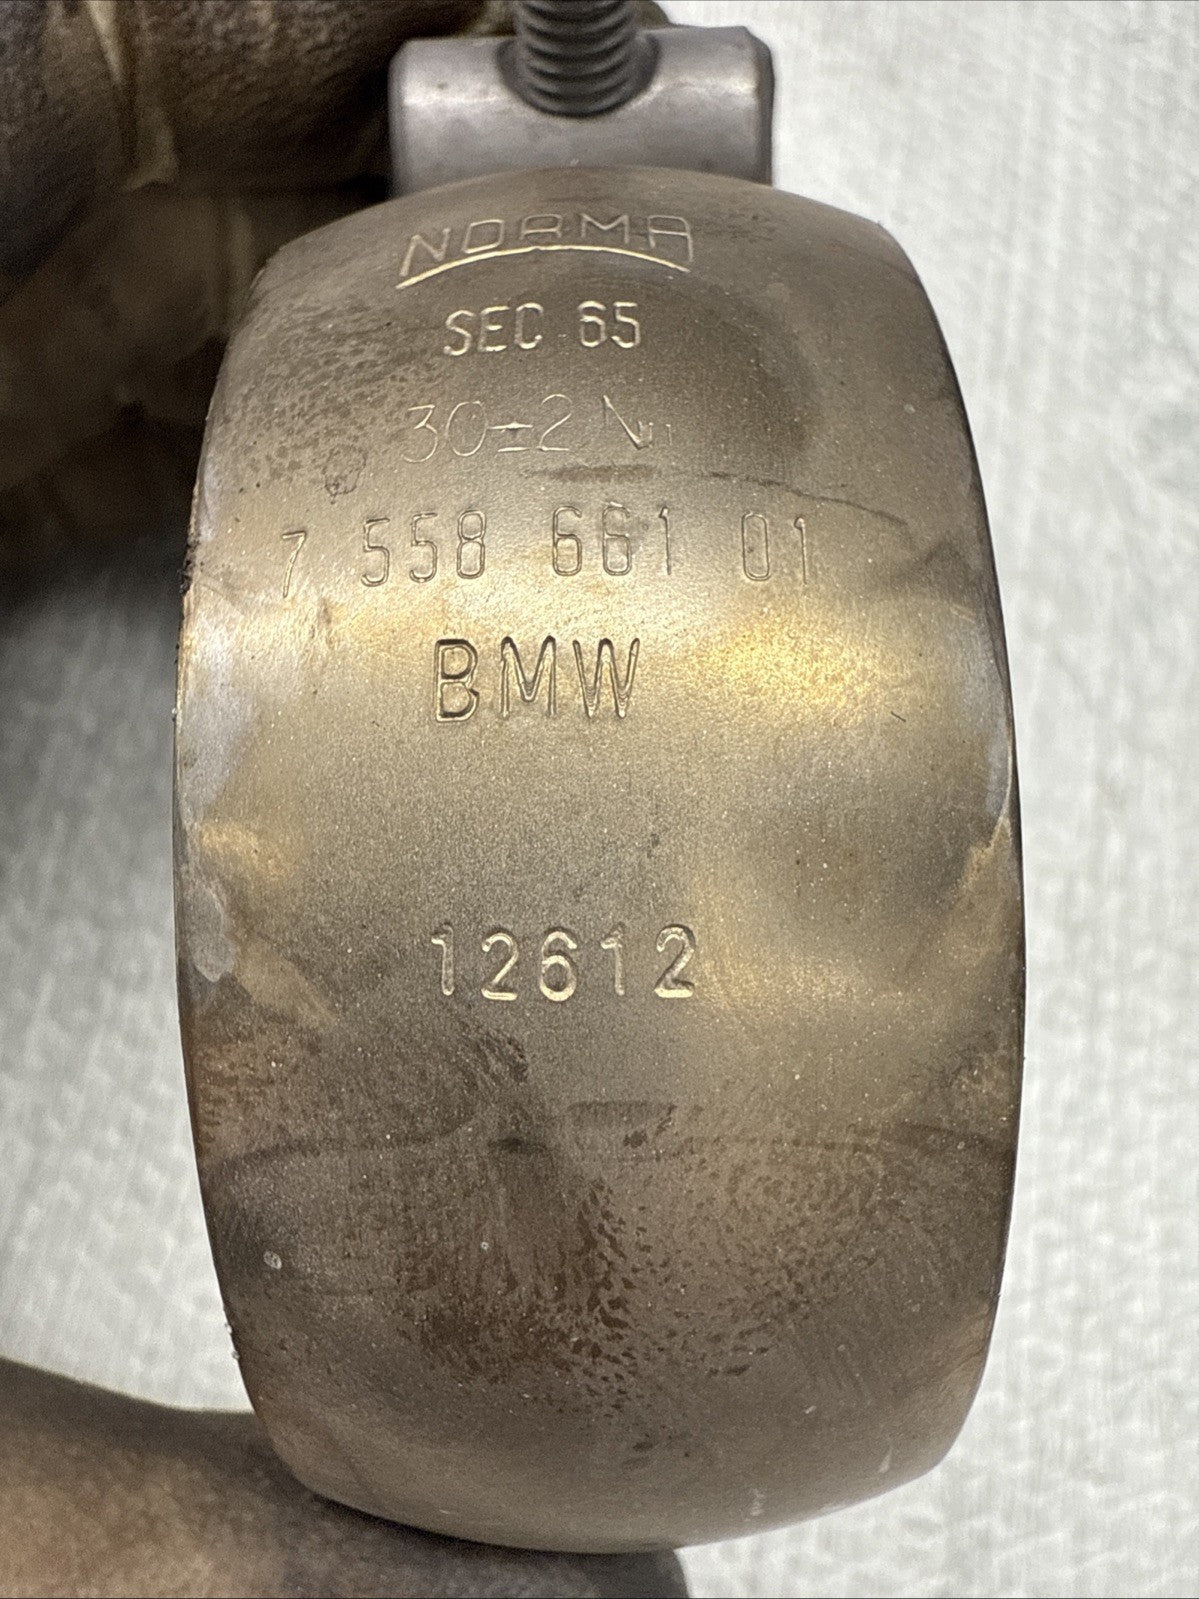 NORMA
SEC 65
30±2 Nm
7 558 661 01
BMW
12612